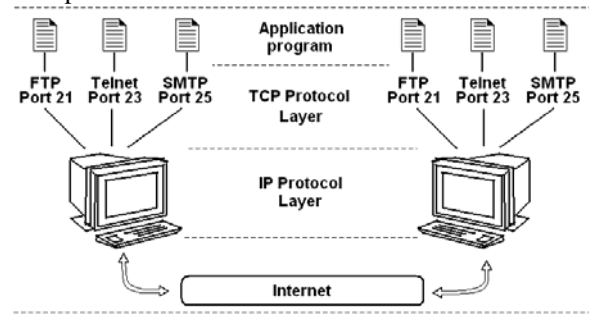 Application
program
FTP
Port 21
Telnet
Port 23
SMTP
Port 25
TCP Protocol
Layer
FTP
Port 21
Telnet
Port 23
SMTP
Port 25
IP Protocol
Layer
Internet